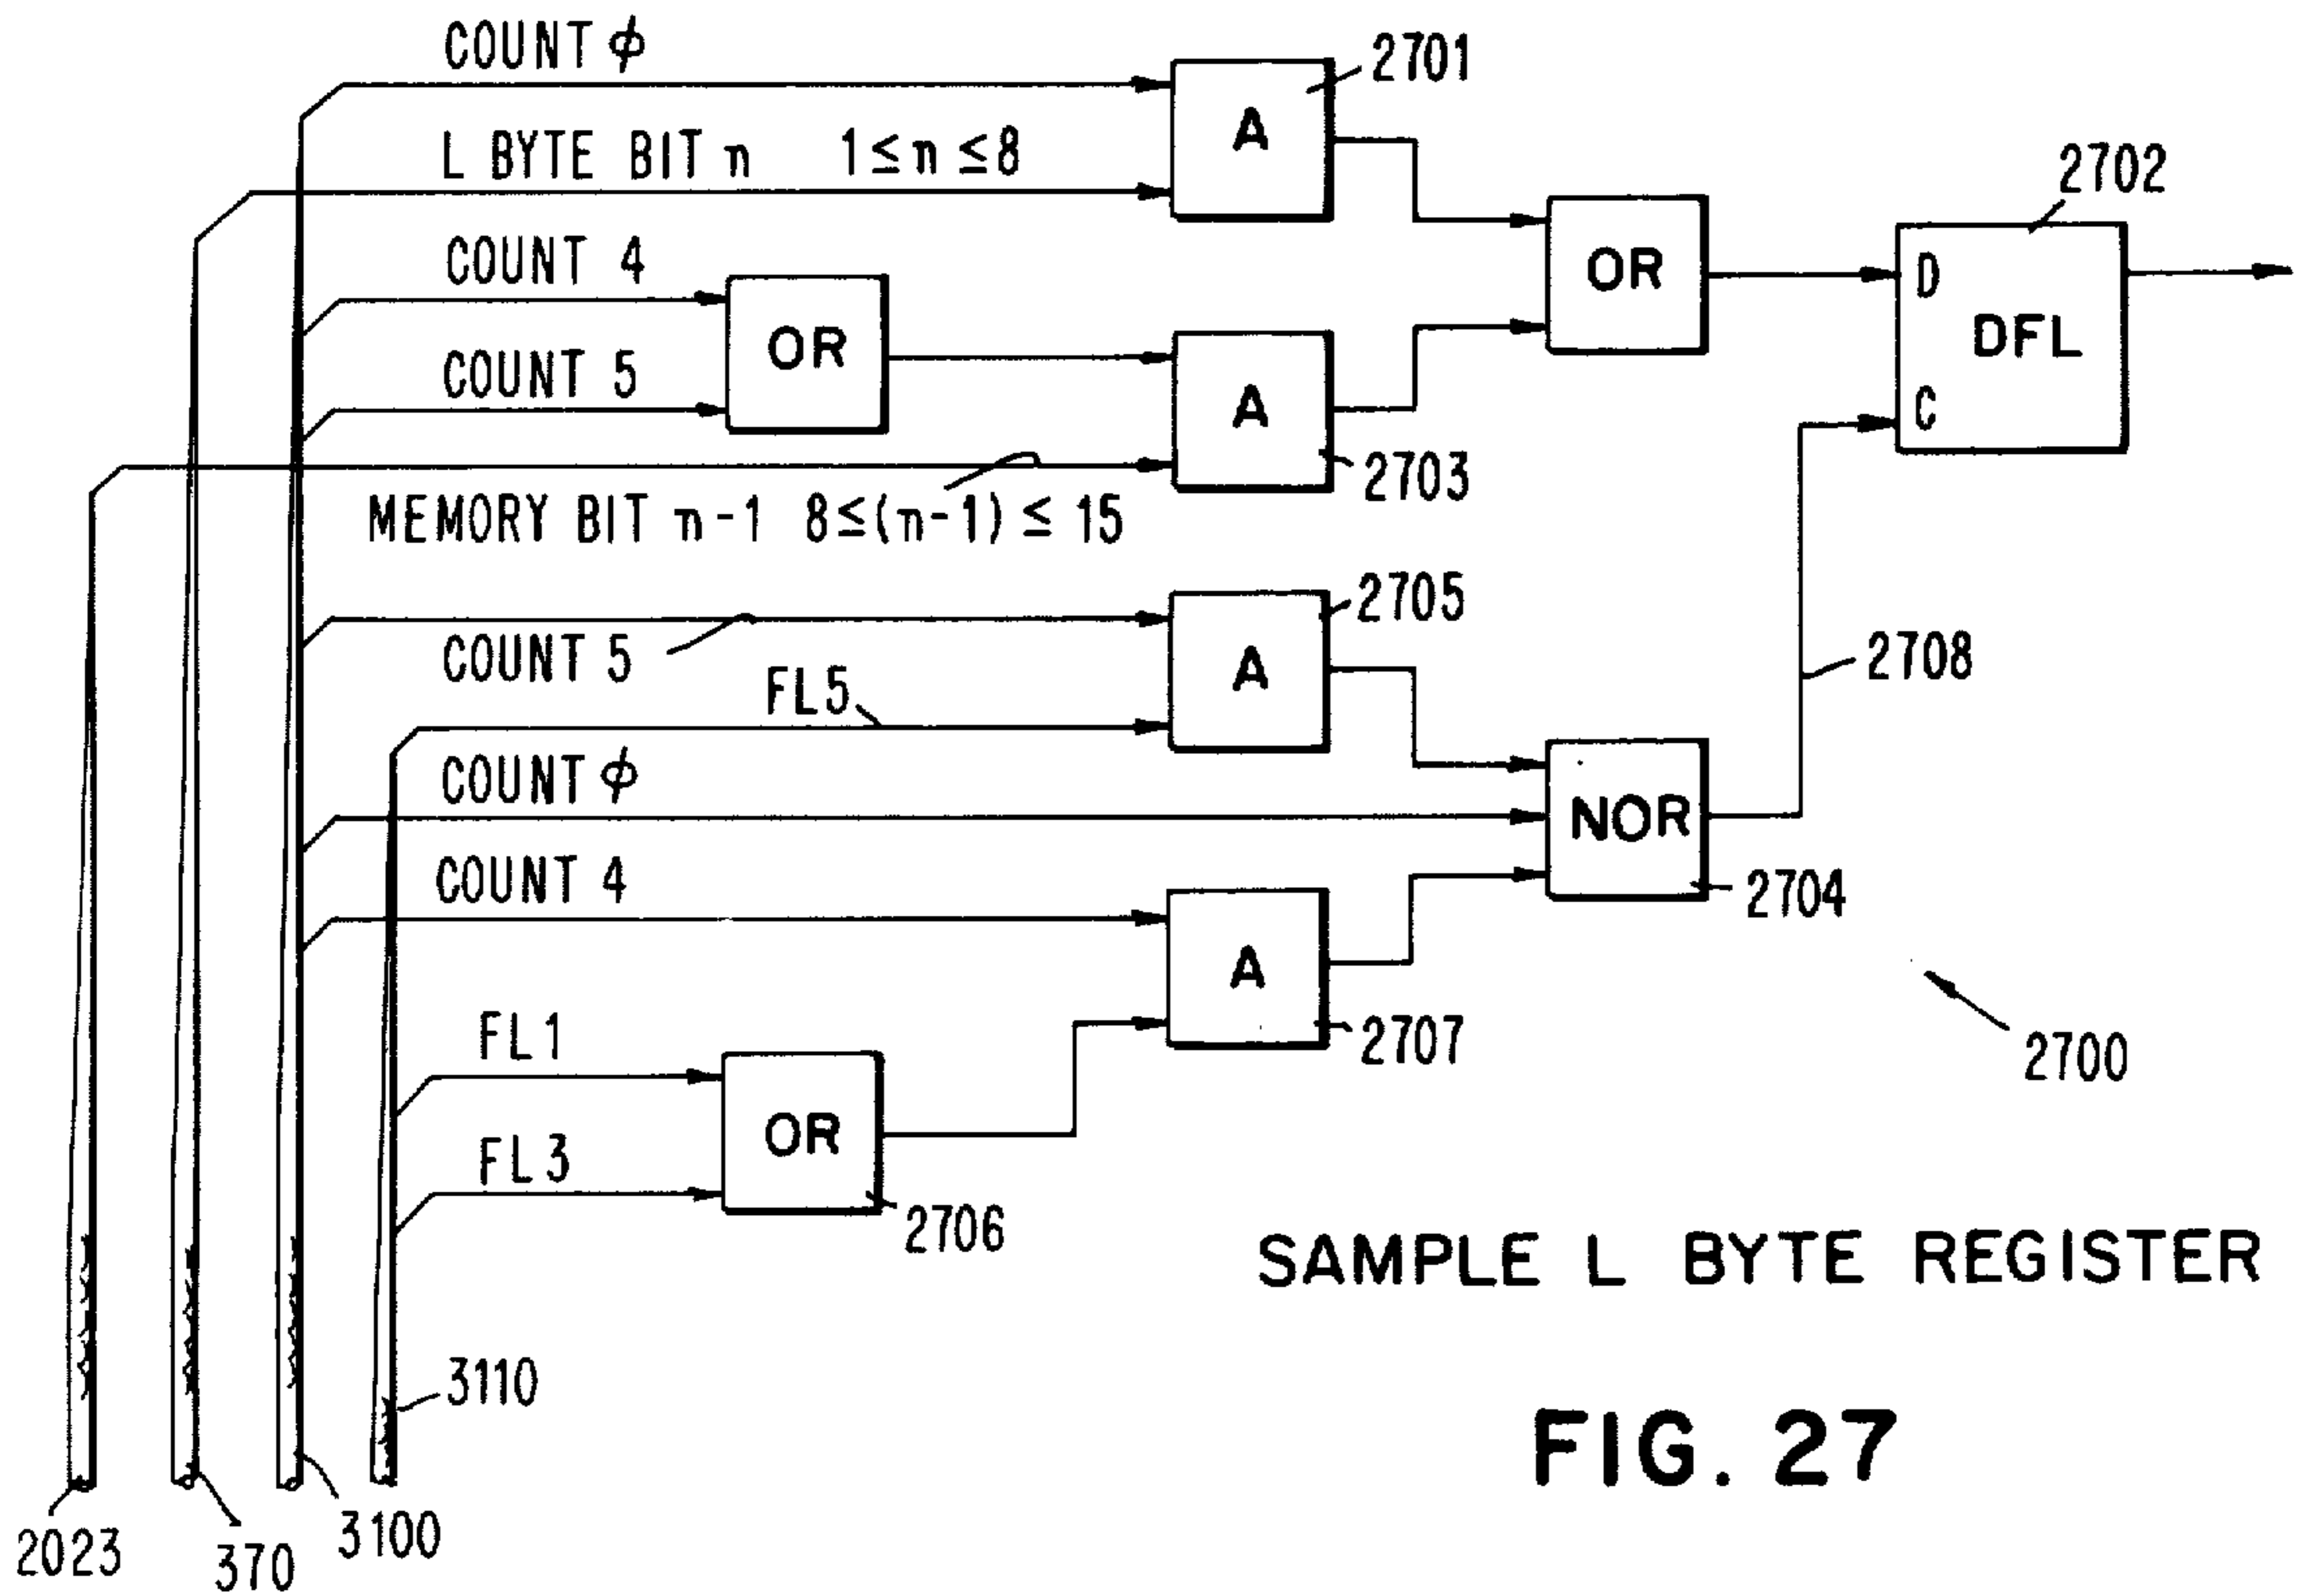 COUNT ϕ
2701
A
L BYTE BIT n 1≤n≤8
2702
COUNT 4
OR
D
DFL
C
OR
COUNT 5
A
2703
MEMORY BIT n-1 8≤(n-1)≤15
2705
COUNT 5
A
2708
FL5
COUNT ϕ
NOR
2704
COUNT 4
A
2707
2700
FL1
OR
FL3
2706
SAMPLE L BYTE REGISTER
3110
FIG. 27
2023
370
3100